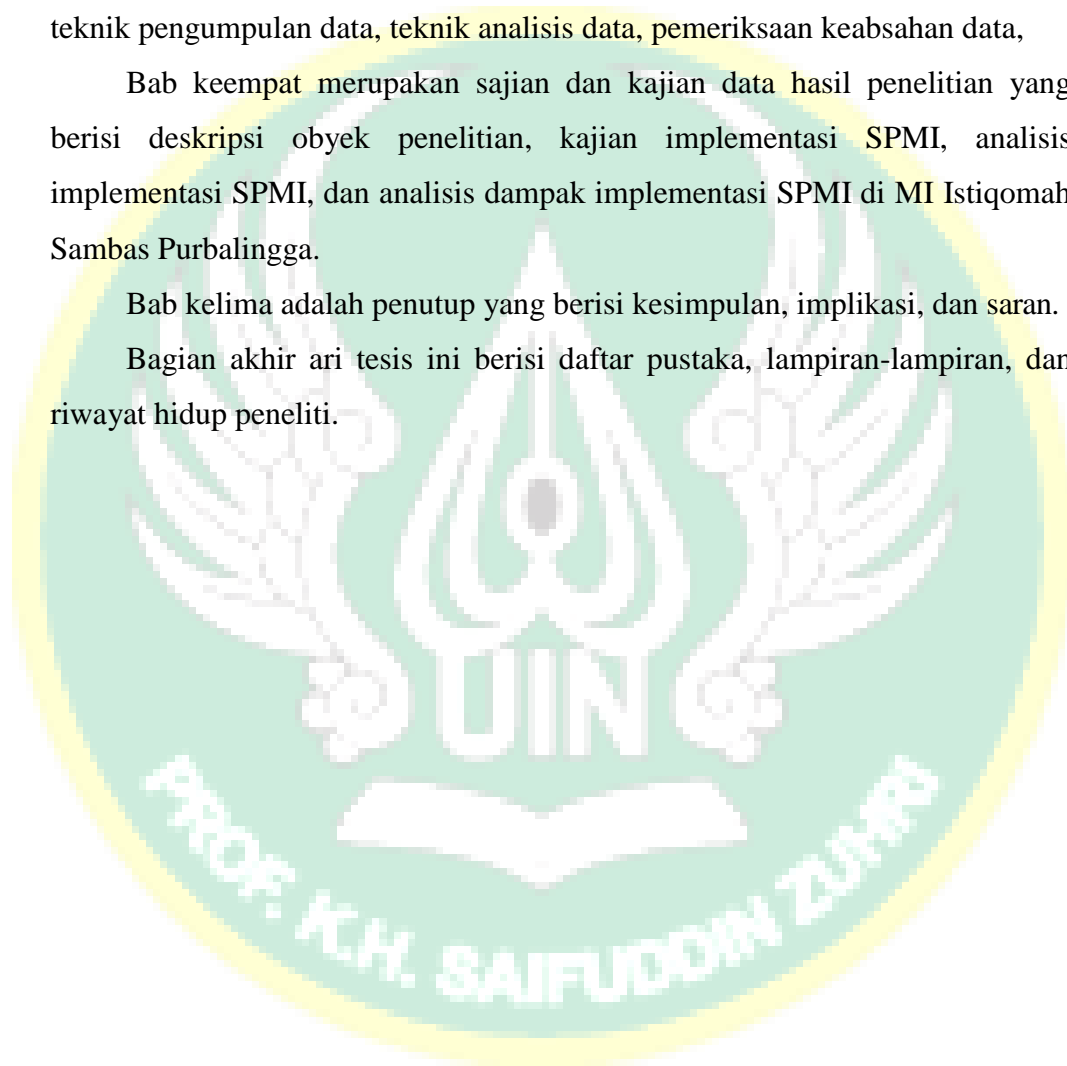 teknik pengumpulan data, teknik analisis data, pemeriksaan keabsahan data,
Bab keempat merupakan sajian dan kajian data hasil penelitian yang
berisi deskripsi obyek penelitian, kajian implementasi SPMI, analisis
implementasi SPMI, dan analisis dampak implementasi SPMI di MI Istiqomah
Sambas Purbalingga.
Bab kelima adalah penutup yang berisi kesimpulan, implikasi, dan saran.
Bagian akhir ari tesis ini berisi daftar pustaka, lampiran-lampiran, dan
riwayat hidup peneliti.
UIN
PROF. K.H. SAIFUDDIN ZUHRI